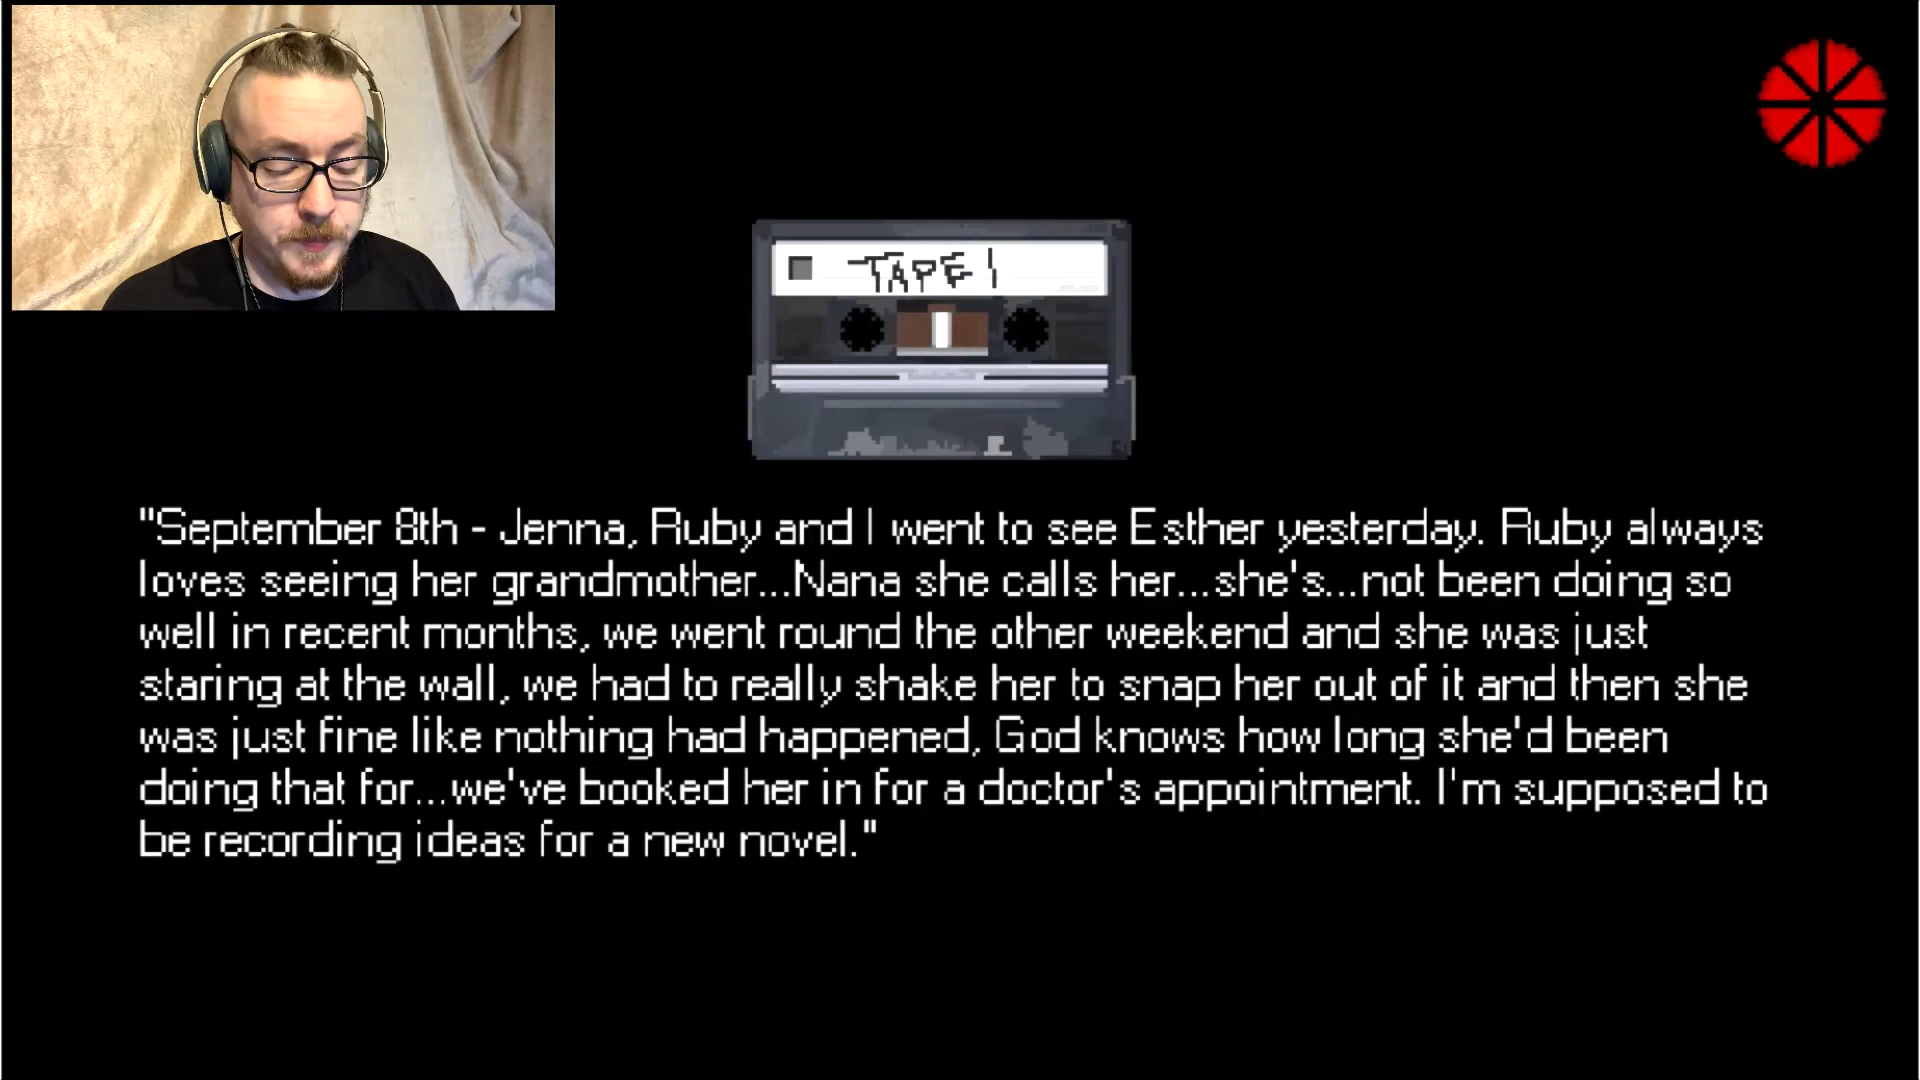 TAPE 1
"September 8th - Jenna, Ruby and I went to see Esther yesterday. Ruby always
loves seeing her grandmother...Nana she calls her...she's...not been doing so
well in recent months, we went round the other weekend and she was just
staring at the wall, we had to really shake her to snap her out of it and then she
was just fine like nothing had happened, God knows how long she'd been
doing that for...we've booked her in for a doctor's appointment. I'm supposed to
be recording ideas for a new novel."